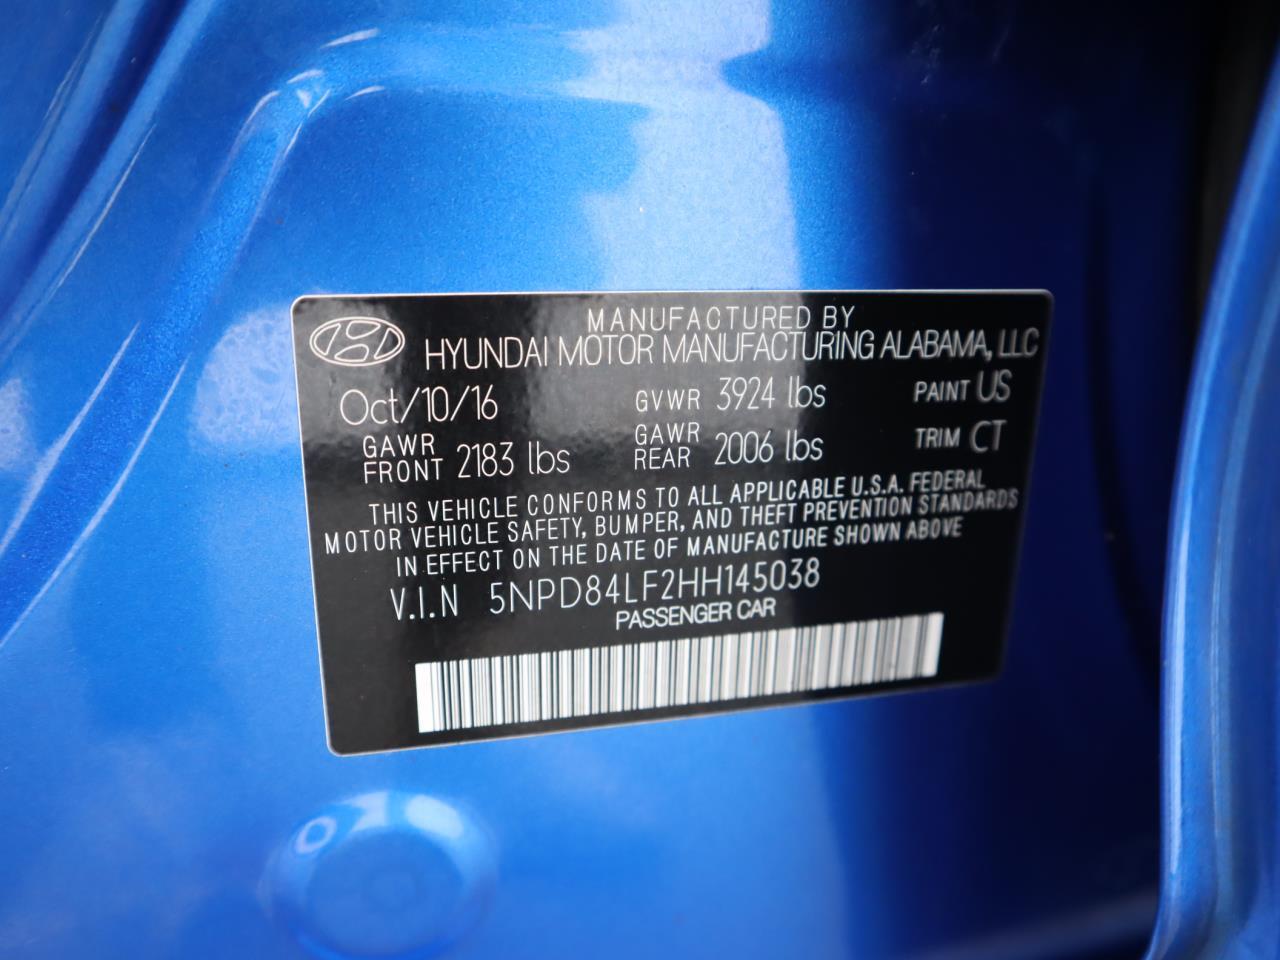 MANUFACTURED BY
HYUNDAI MOTOR MANUFACTURING ALABAMA, LLC
Oct/10/16 GVWR 3924 lbs PAINT US
GAWR FRONT 2183 lbs GAWR REAR 2006 lbs TRIM CT
THIS VEHICLE CONFORMS TO ALL APPLICABLE U.S.A. FEDERAL
MOTOR VEHICLE SAFETY, BUMPER, AND THEFT PREVENTION STANDARDS
IN EFFECT ON THE DATE OF MANUFACTURE SHOWN ABOVE
V.I.N 5NPD84LF2HH145038
PASSENGER CAR